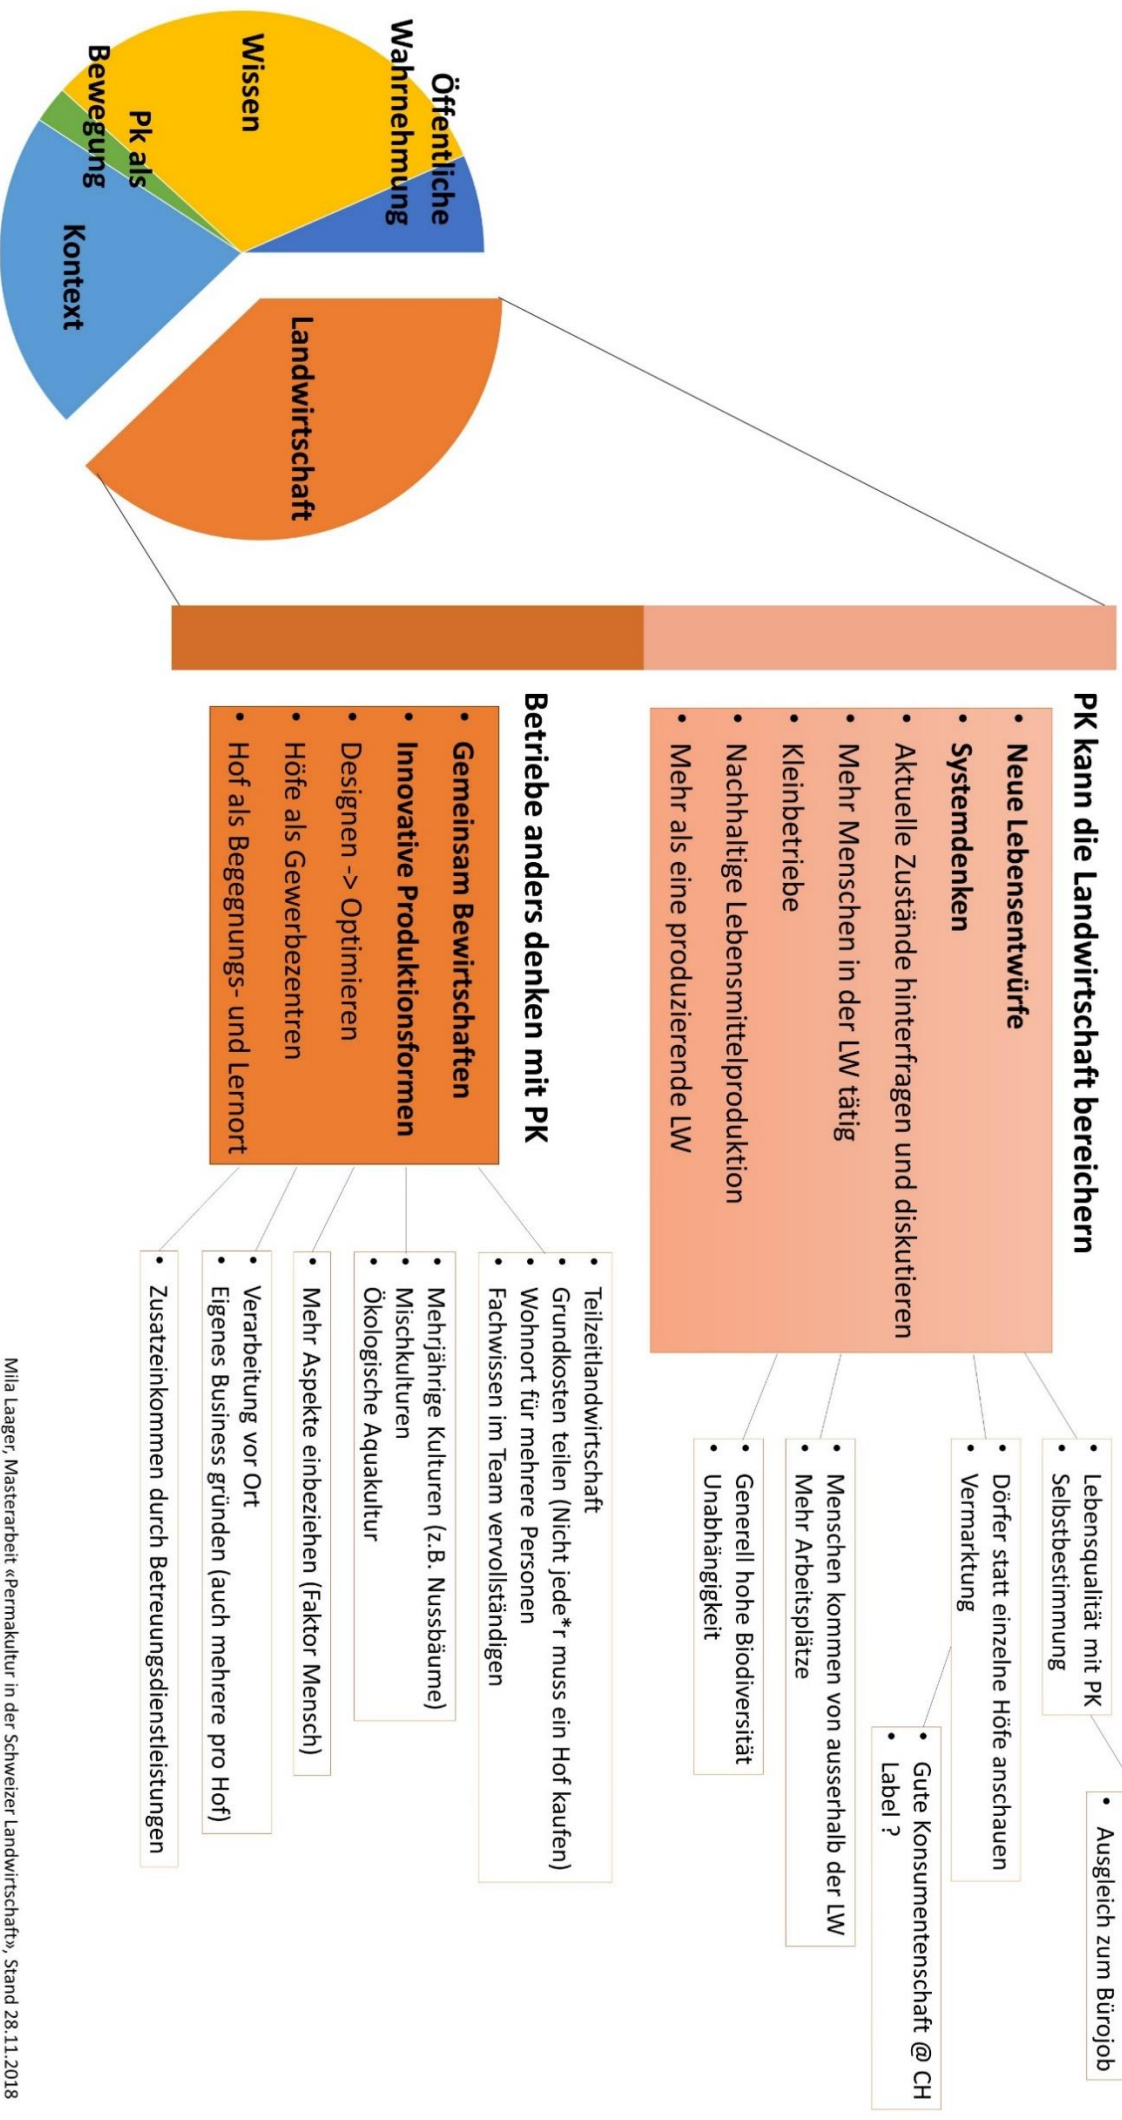 Öffentliche
Wahrnehmung
Wissen
Pk als
Bewegung
Kontext
Landwirtschaft
PK kann die Landwirtschaft bereichern
• Neue Lebensentwürfe
• Systemdenken
• Aktuelle Zustände hinterfragen und diskutieren
• Mehr Menschen in der LW tätig
• Kleinbetriebe
• Nachhaltige Lebensmittelproduktion
• Mehr als eine produzierende LW
• Lebensqualität mit PK
• Selbstbestimmung
• Ausgleich zum Bürojob
• Dörfer statt einzelne Höfe anschauen
• Vermarktung
• Gute Konsumentenschaft @ CH
• Label ?
• Menschen kommen von ausserhalb der LW
• Mehr Arbeitsplätze
• Generell hohe Biodiversität
• Unabhängigkeit
Betriebe anders denken mit PK
• Gemeinsam Bewirtschaften
• Innovative Produktionsformen
• Designen -> Optimieren
• Höfe als Gewerbezentren
• Hof als Begegnungs- und Lernort
• Teilzeitlandwirtschaft
• Grundkosten teilen (Nicht jede*r muss ein Hof kaufen)
• Wohnort für mehrere Personen
• Fachwissen im Team vervollständigen
• Mehrjährige Kulturen (z.B. Nussbäume)
• Mischkulturen
• Ökologische Aquakultur
• Mehr Aspekte einbeziehen (Faktor Mensch)
• Verarbeitung vor Ort
• Eigenes Business gründen (auch mehrere pro Hof)
• Zusatzeinkommen durch Betreuungsdienstleistungen
Mila Laager, Masterarbeit «Permakultur in der Schweizer Landwirtschaft», Stand 28.11.2018